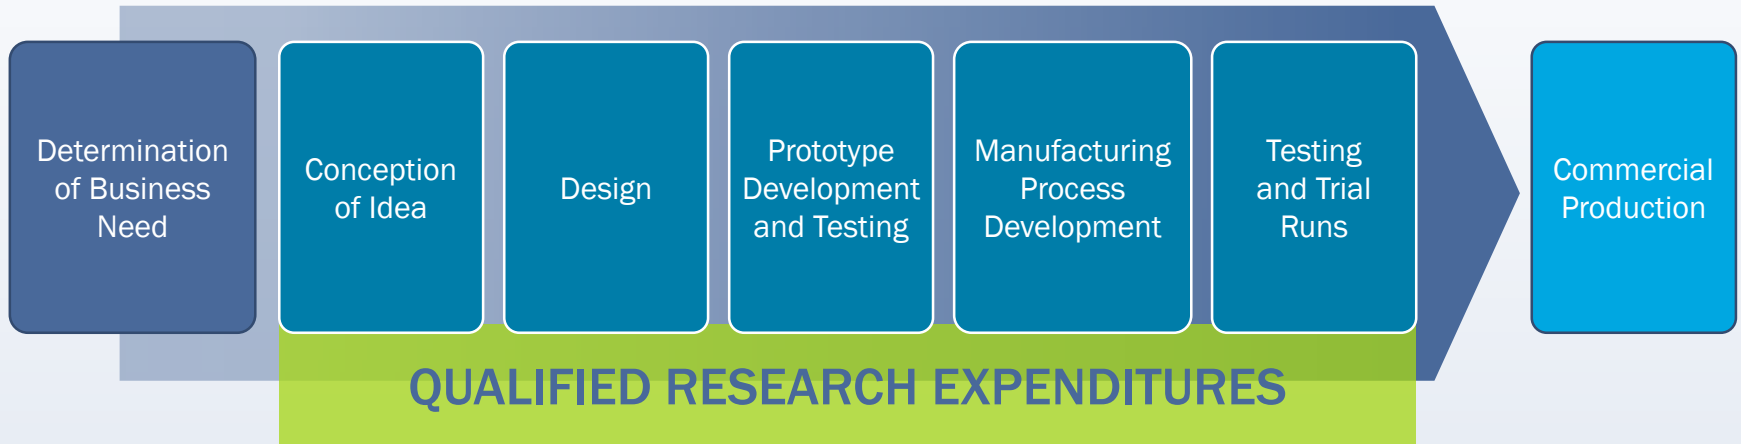 Determination
of Business
Need
Conception
of Idea
Design
Prototype
Development
and Testing
Manufacturing
Process
Development
Testing
and Trial
Runs
Commercial
Production
QUALIFIED RESEARCH EXPENDITURES